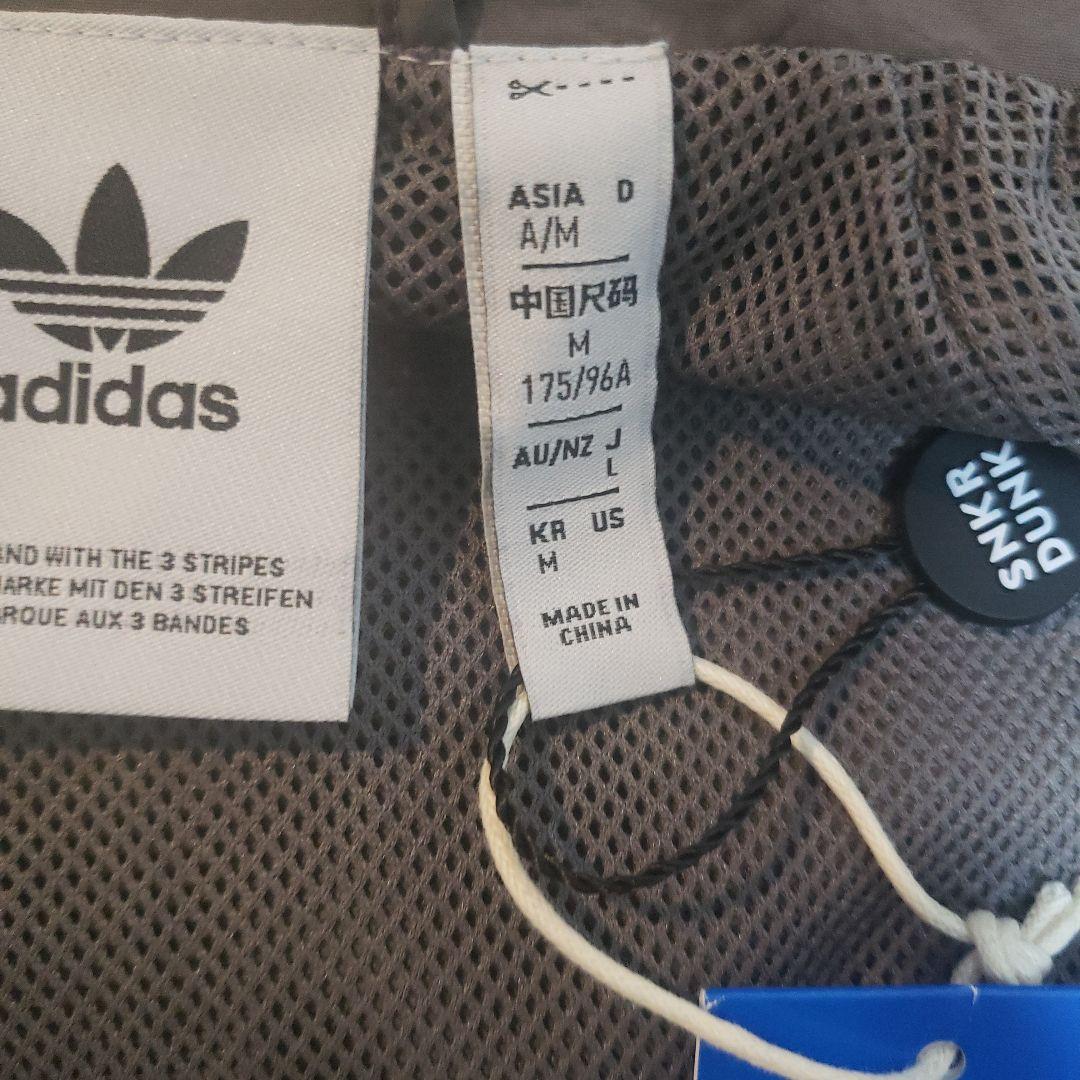 adidas
AND WITH THE 3 STRIPES
MARKE MIT DEN 3 STREIFEN
MARQUE AUX 3 BANDES
ASIA D
A/M
中国尺码
M
175/96A
AU/NZ J
L
KR US
M
MADE IN
CHINA
SNKR
DUNK